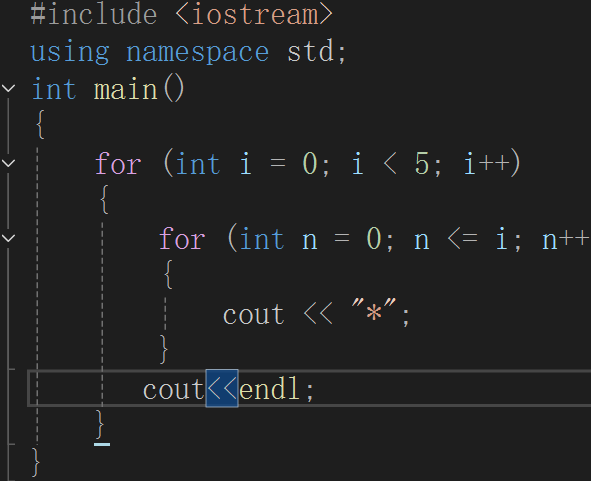 #include <iostream>
using namespace std;
int main()
{
for (int i = 0; i < 5; i++)
{
for (int n = 0; n <= i; n++
{
cout << "*";
}
cout<<endl;
}
}